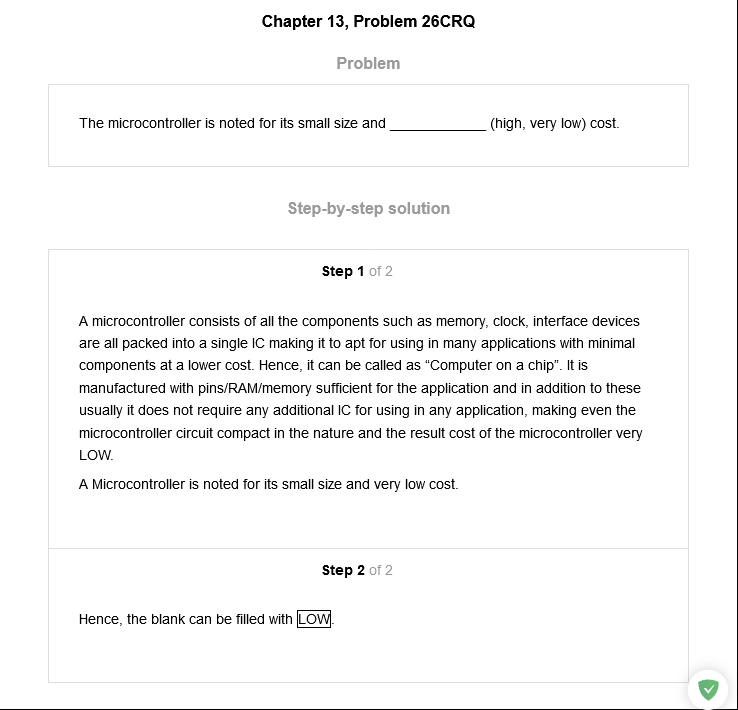 Chapter 13, Problem 26CRQ
Problem
The microcontroller is noted for its small size and ____________ (high, very low) cost.
Step-by-step solution
Step 1 of 2
A microcontroller consists of all the components such as memory, clock, interface devices
are all packed into a single IC making it to apt for using in many applications with minimal
components at a lower cost. Hence, it can be called as “Computer on a chip”. It is
manufactured with pins/RAM/memory sufficient for the application and in addition to these
usually it does not require any additional IC for using in any application, making even the
microcontroller circuit compact in the nature and the result cost of the microcontroller very
LOW.
A Microcontroller is noted for its small size and very low cost.
Step 2 of 2
Hence, the blank can be filled with LOW.